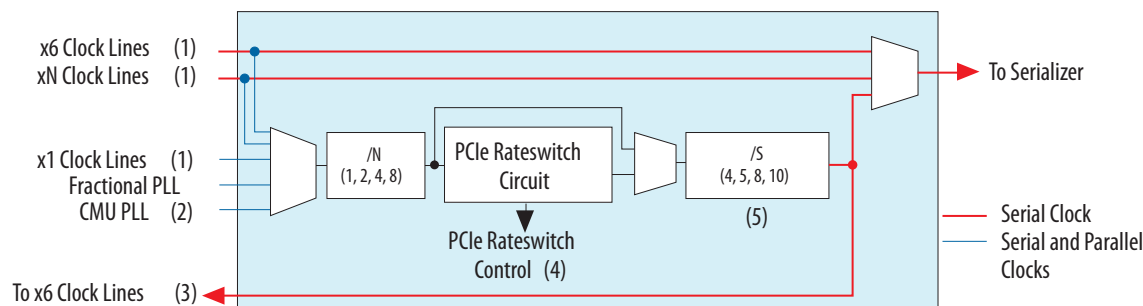 x6 Clock Lines (1)
xN Clock Lines (1)
To Serializer
x1 Clock Lines (1)
Fractional PLL
CMU PLL (2)
/N
(1, 2, 4, 8)
PCIe Rateswitch
Circuit
/S
(4, 5, 8, 10)
(5)
PCIe Rateswitch
Control (4)
Serial Clock
Serial and Parallel
Clocks
To x6 Clock Lines (3)